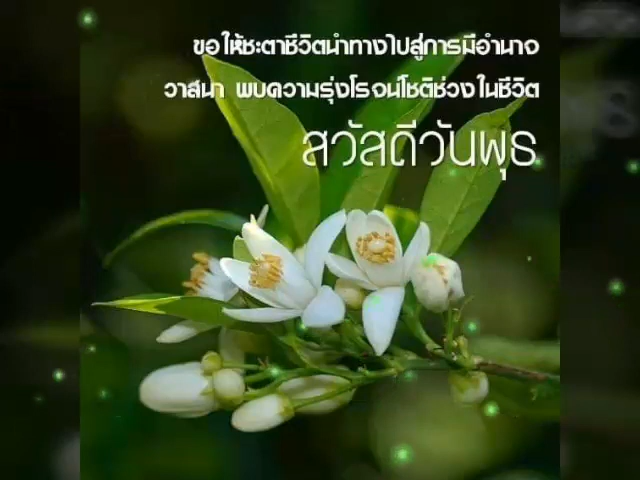 ขอให้ชะตาชีวิตนำทางไปสู่การมีอำนาจ
วาสนา พบความรุ่งโรจน์โชติช่วงในชีวิต
สวัสดีวันพุธ